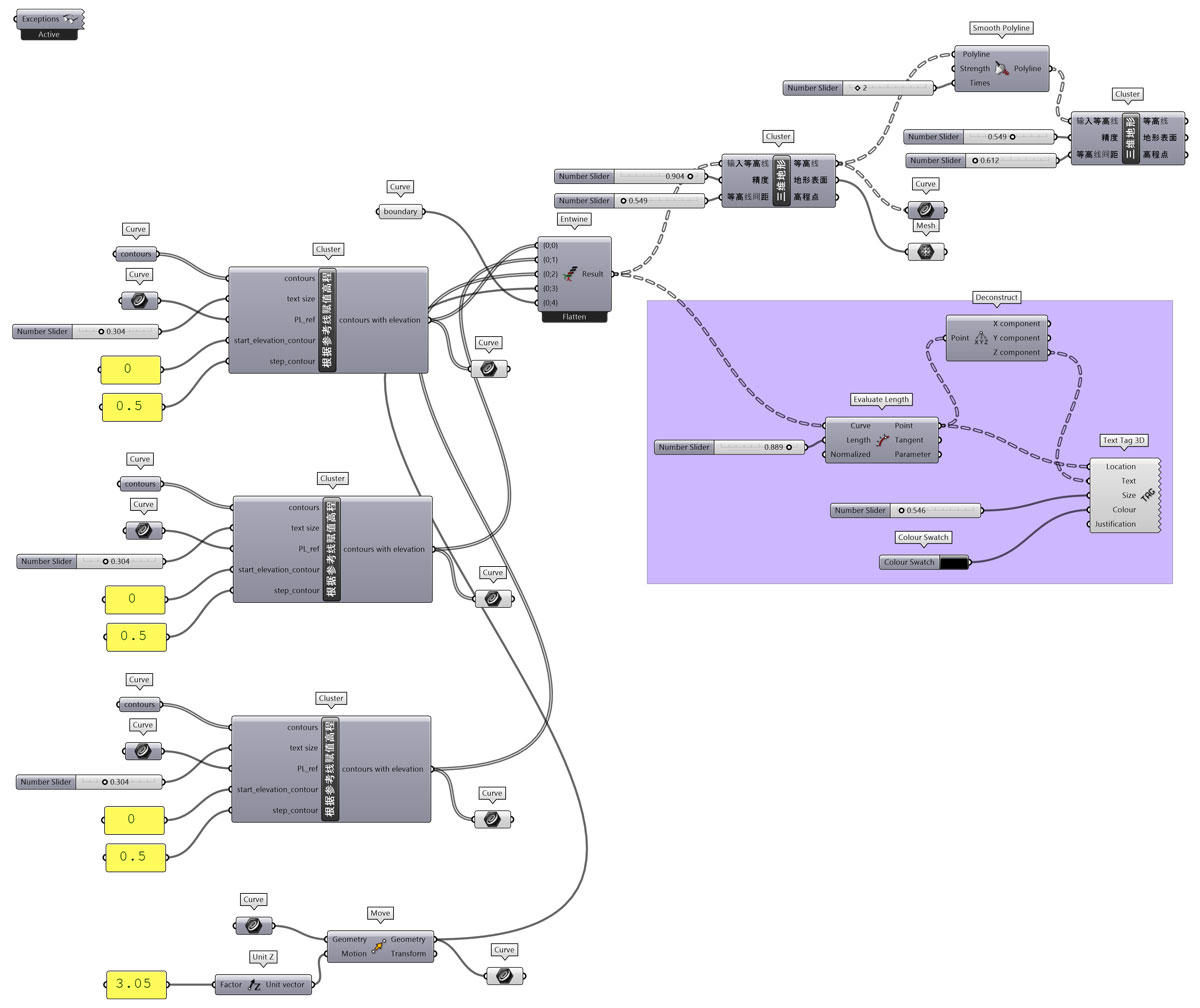 Exceptions
Active
Smooth Polyline
Polyline
Strength
Times
Polyline
Number Slider
2
Cluster
输入等高线
精度
等高线间距
三维地形
等高线
地形表面
高程点
Number Slider
0.549
Number Slider
0.612
Cluster
输入等高线
精度
等高线间距
三维地形
等高线
地形表面
高程点
Number Slider
0.904
Number Slider
0.549
Curve
Mesh
Curve
boundary
Entwine
{0;0}
{0;1}
{0;2}
{0;3}
{0;4}
Result
Flatten
Curve
contours
Curve
Number Slider
0.304
0
0.5
Cluster
contours
text size
PL_ref
start_elevation_contour
step_contour
根据参考线赋值高程
contours with elevation
Curve
Deconstruct
Point
X component
Y component
Z component
Evaluate Length
Curve
Length
Normalized
Point
Tangent
Parameter
Number Slider
0.889
Text Tag 3D
Location
Text
Size
Colour
Justification
TAG
Number Slider
0.546
Colour Swatch
Colour Swatch
Curve
contours
Curve
Number Slider
0.304
0
0.5
Cluster
contours
text size
PL_ref
start_elevation_contour
step_contour
根据参考线赋值高程
contours with elevation
Curve
Curve
contours
Curve
Number Slider
0.304
0
0.5
Cluster
contours
text size
PL_ref
start_elevation_contour
step_contour
根据参考线赋值高程
contours with elevation
Curve
Curve
Move
Geometry
Motion
Geometry
Transform
Curve
Unit Z
3.05
Factor
Z
Unit vector